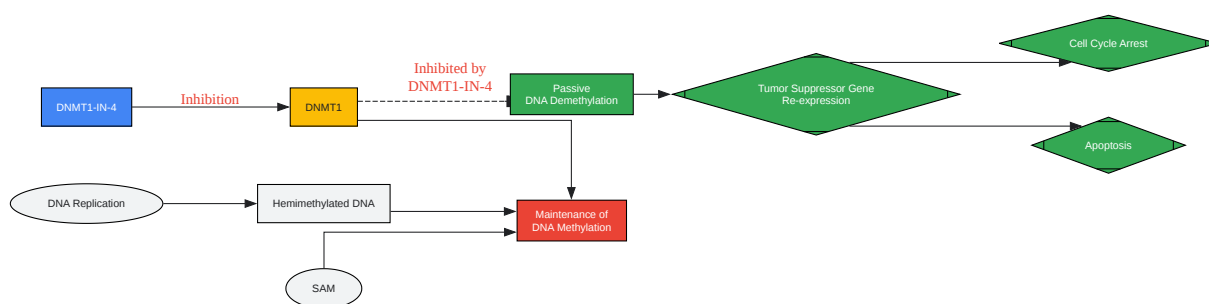 Cell Cycle Arrest
Inhibited by
DNMT1-IN-4
Passive
DNA Demethylation
Tumor Suppressor Gene
Re-expression
DNMT1-IN-4
Inhibition
DNMT1
Apoptosis
DNA Replication
Hemimethylated DNA
Maintenance of
DNA Methylation
SAM